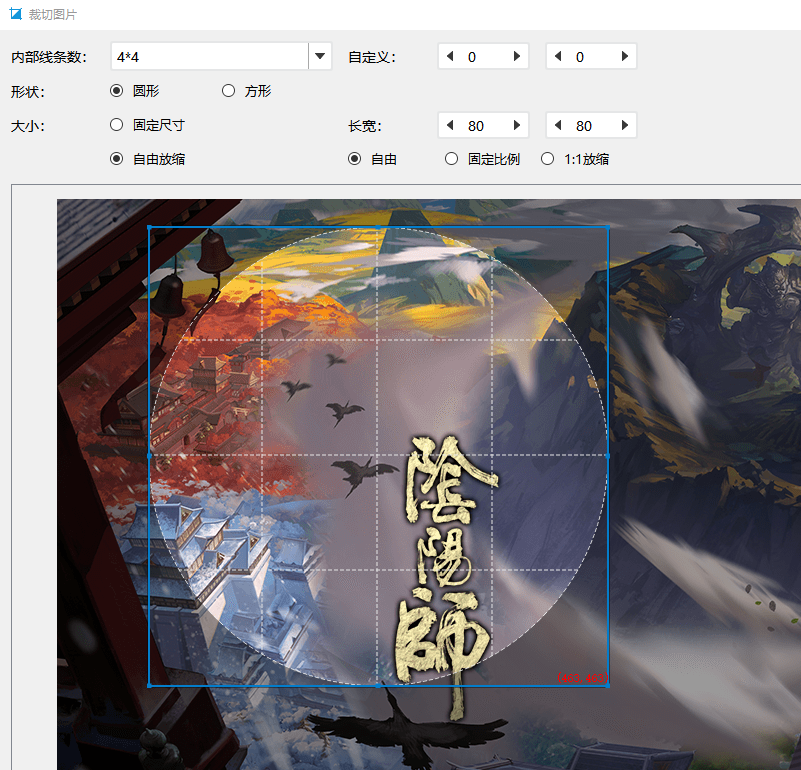 裁切图片
内部线条数: 4*4 自定义: 0 0
形状: 圆形 方形
大小: 固定尺寸 长宽: 80 80
自由放缩 自由 固定比例 1:1放缩
陰
陽
師